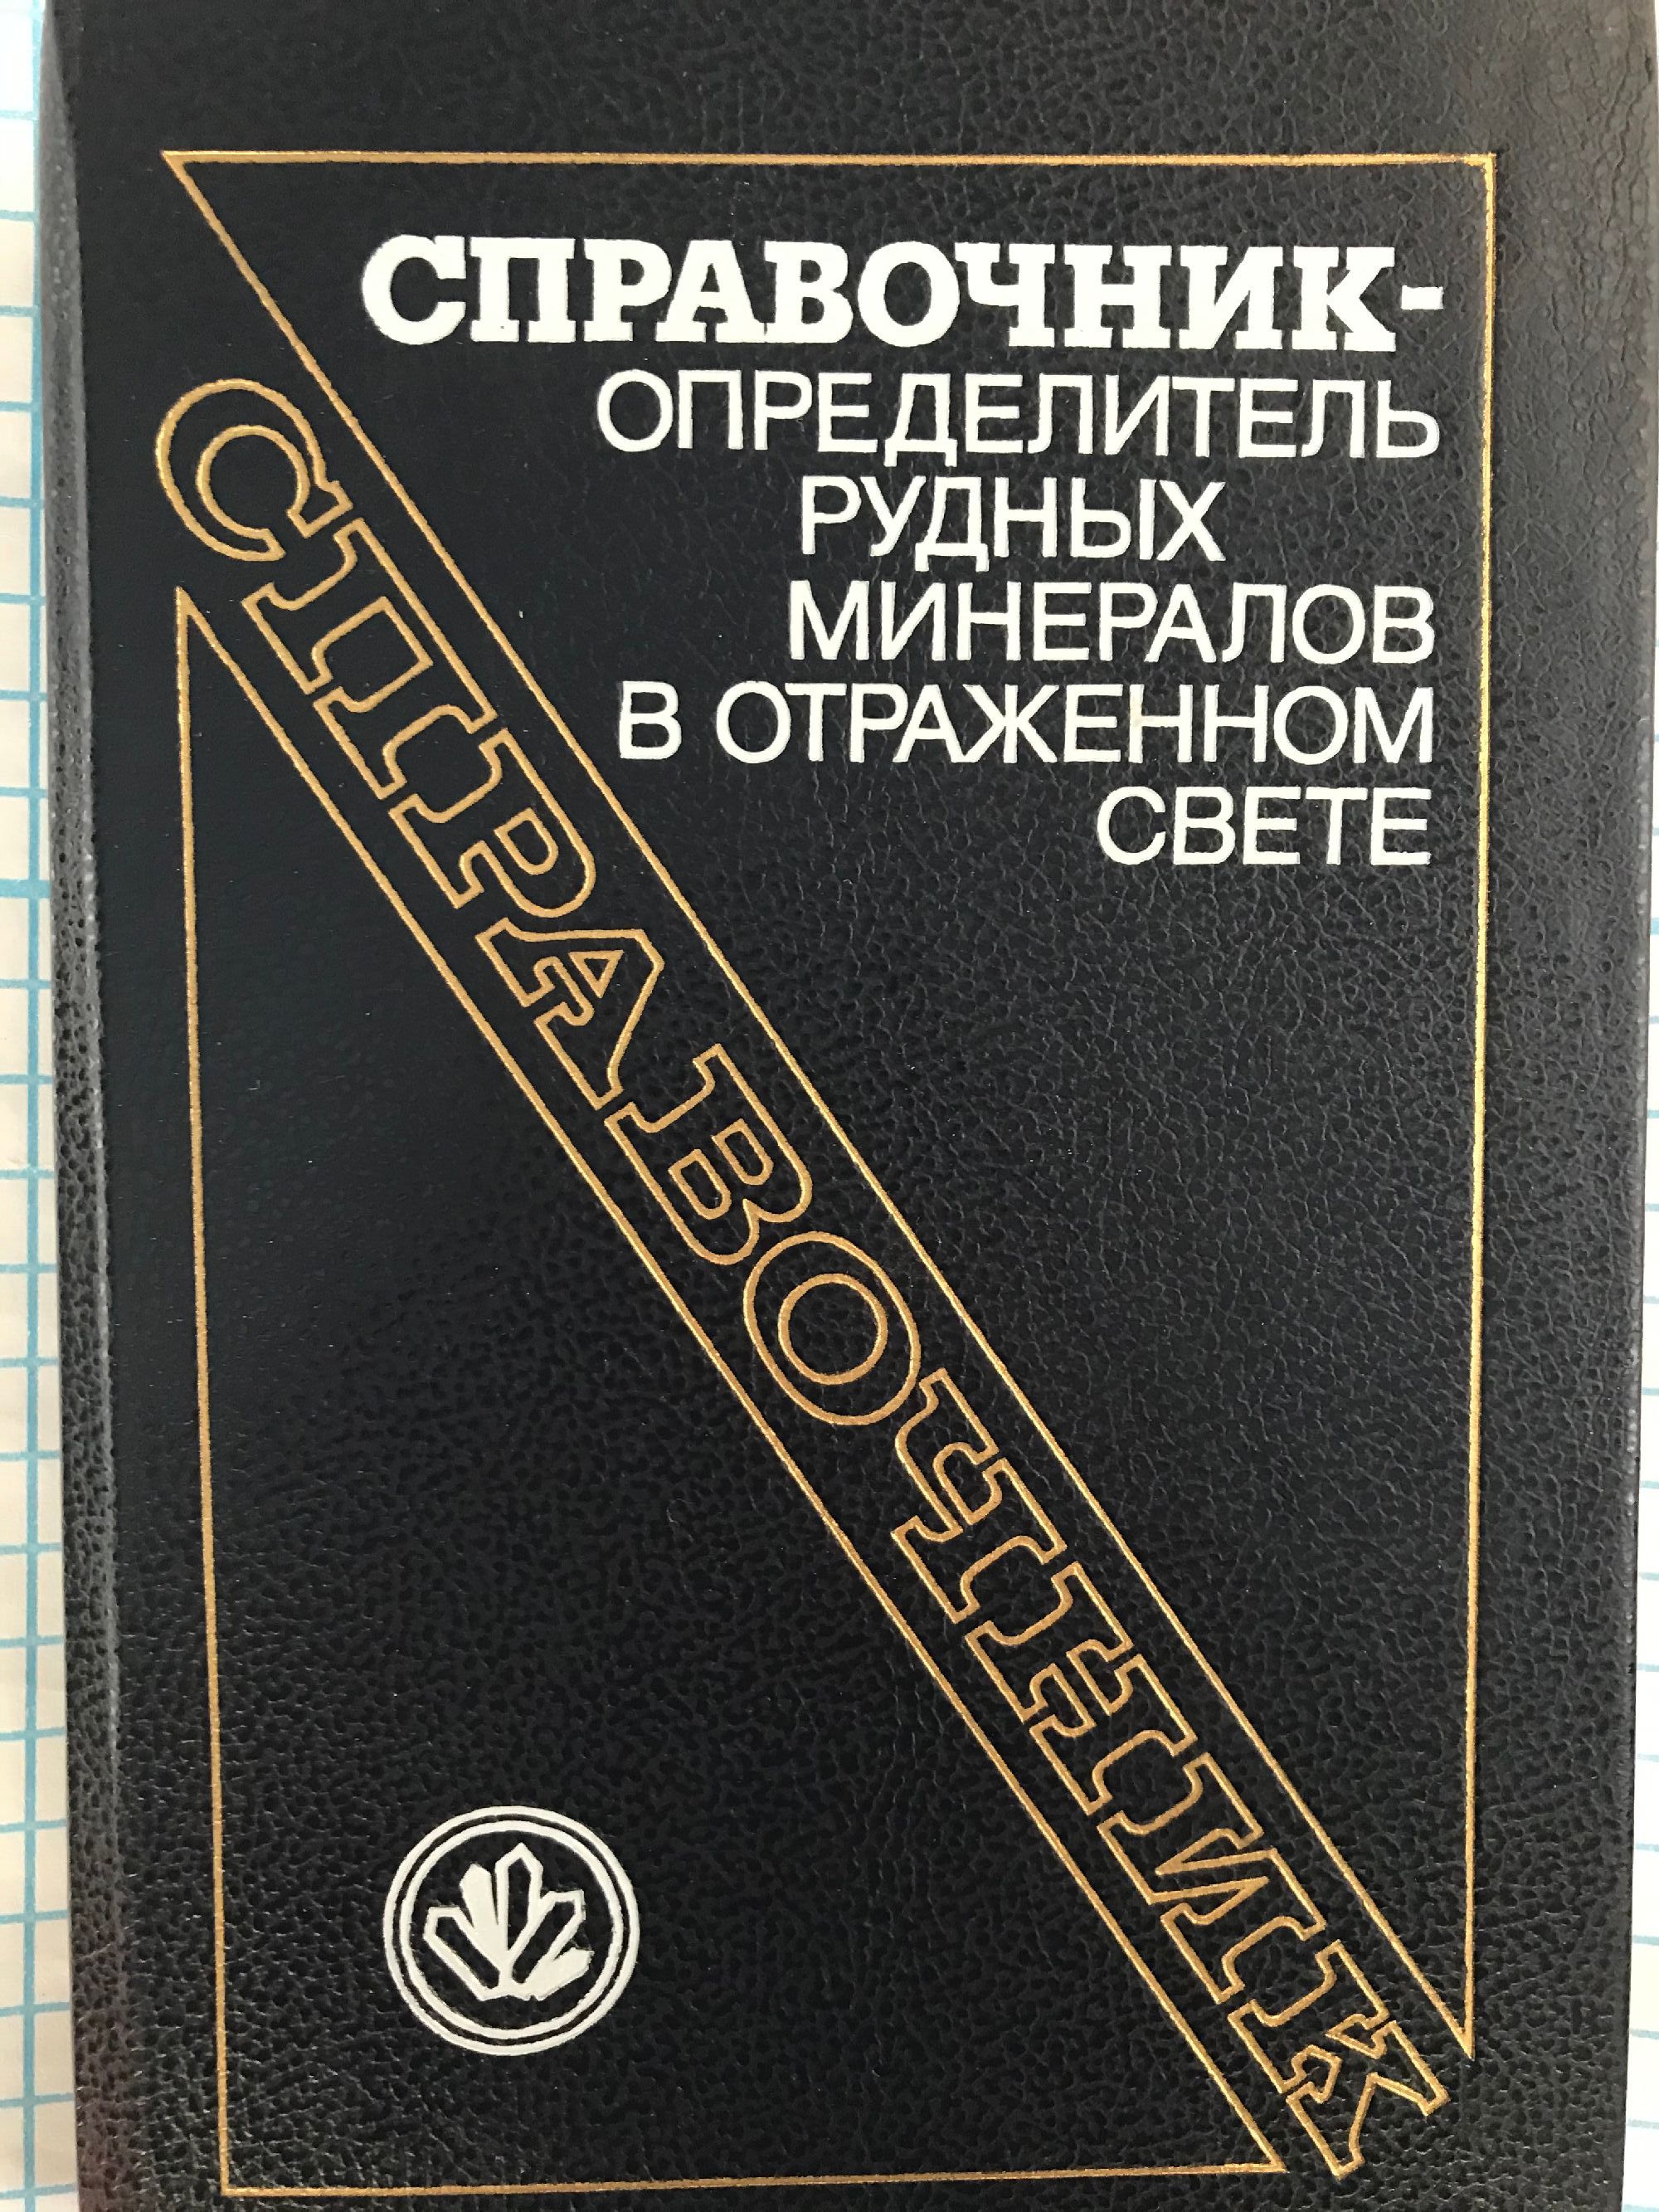 СПРАВОЧНИК-
ОПРЕДЕЛИТЕЛЬ
РУДНЫХ
МИНЕРАЛОВ
В ОТРАЖЕННОМ
СВЕТЕ
СПРАВОЧНИК